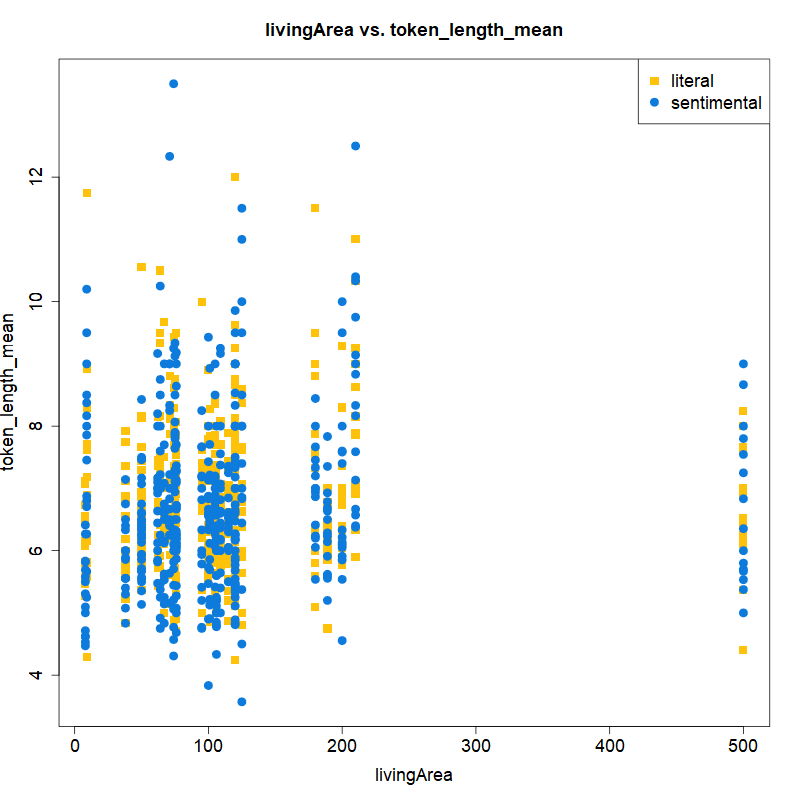 livingArea vs. token_length_mean
literal
sentimental
token_length_mean
12
10
8
6
4
0 100 200 300 400 500
livingArea